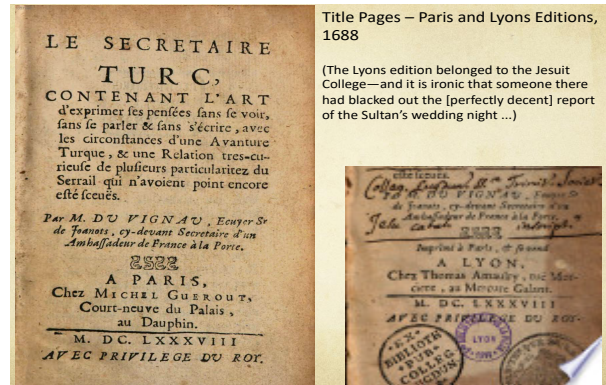 LE SECRETAIRE
TURC,
CONTENANT L'ART
d'exprimer ses pensées sans se voir,
sans se parler & sans s'écrire, avec
les circonstances d'une Avanture
Turque, & une Relation tres-cu-
rieuse de plusieurs particularitez du
Serrail qui n'avoient point encore
esté sceuës.
Par M. DU VIGNAU, Ecuyer Sr
de Joanots, cy-devant Secretaire d'un
Ambassadeur de France à la Porte.
A PARIS,
Chez MICHEL GUEROUT,
Court-neuve du Palais,
au Dauphin.
M. DC. LXXXVIII
AVEC PRIVILEGE DU ROY.
Title Pages – Paris and Lyons Editions,
1688
(The Lyons edition belonged to the Jesuit
College—and it is ironic that someone there
had blacked out the [perfectly decent] report
of the Sultan's wedding night ...)
esté sceuës.
Par M. DU VIGNAU, Ecuyer Sr
de Joanots, cy-devant Secretaire d'un
Ambassadeur de France à la Porte.
Imprimé à Paris, & se vend
A LYON,
Chez Thomas Amaulry, ruë Mer-
ciere, au Mercure Galant.
M. DC. LXXXVIII
AVEC PRIVILEGE DU ROY.
LYON